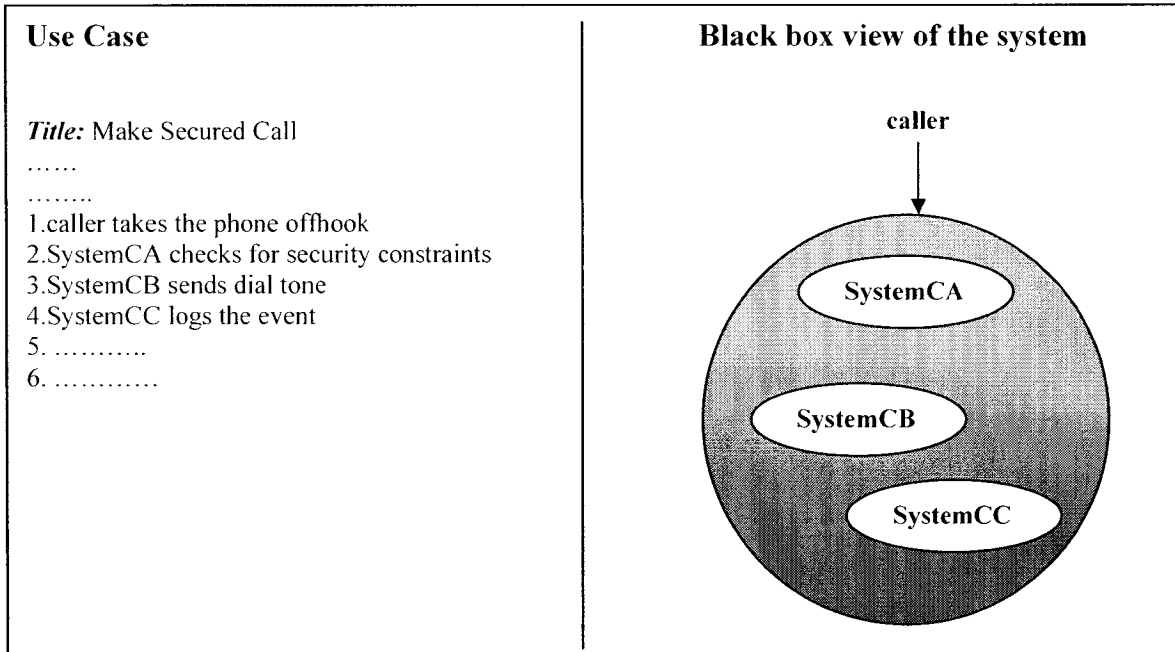 Use Case
Title: Make Secured Call
......
........
1.caller takes the phone offhook
2.SystemCA checks for security constraints
3.SystemCB sends dial tone
4.SystemCC logs the event
5. ...........
6. ............
Black box view of the system
caller
SystemCA
SystemCB
SystemCC